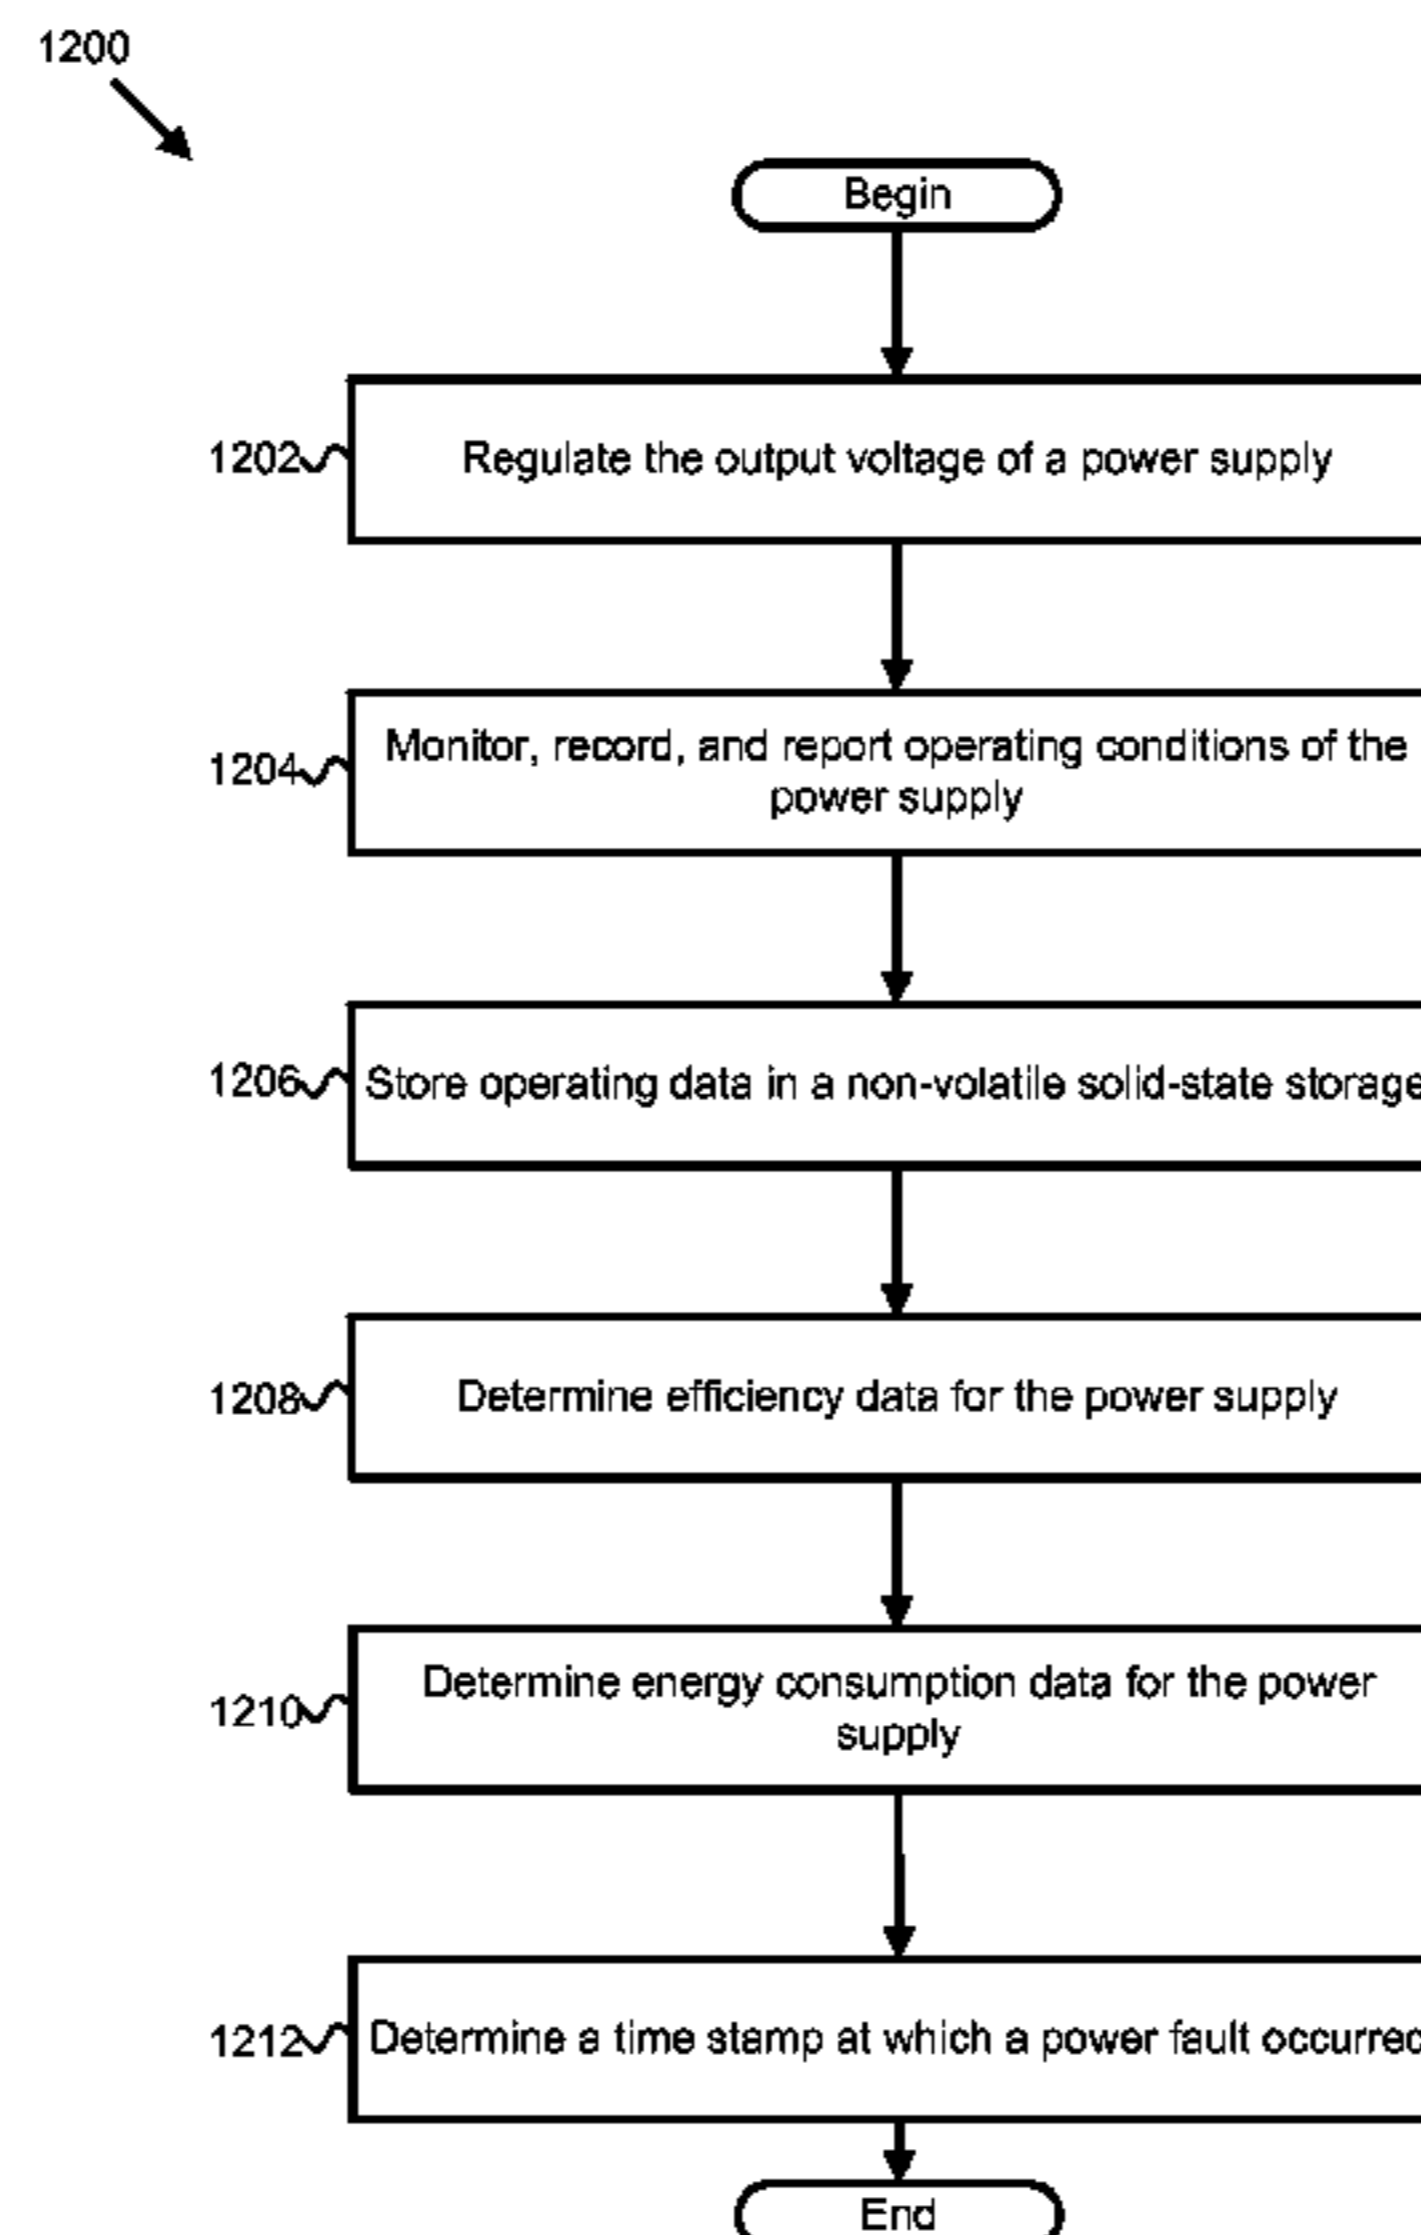 1200
Begin
1202
Regulate the output voltage of a power supply
1204
Monitor, record, and report operating conditions of the
power supply
1206
Store operating data in a non-volatile solid-state storage
1208
Determine efficiency data for the power supply
1210
Determine energy consumption data for the power
supply
1212
Determine a time stamp at which a power fault occurred
End